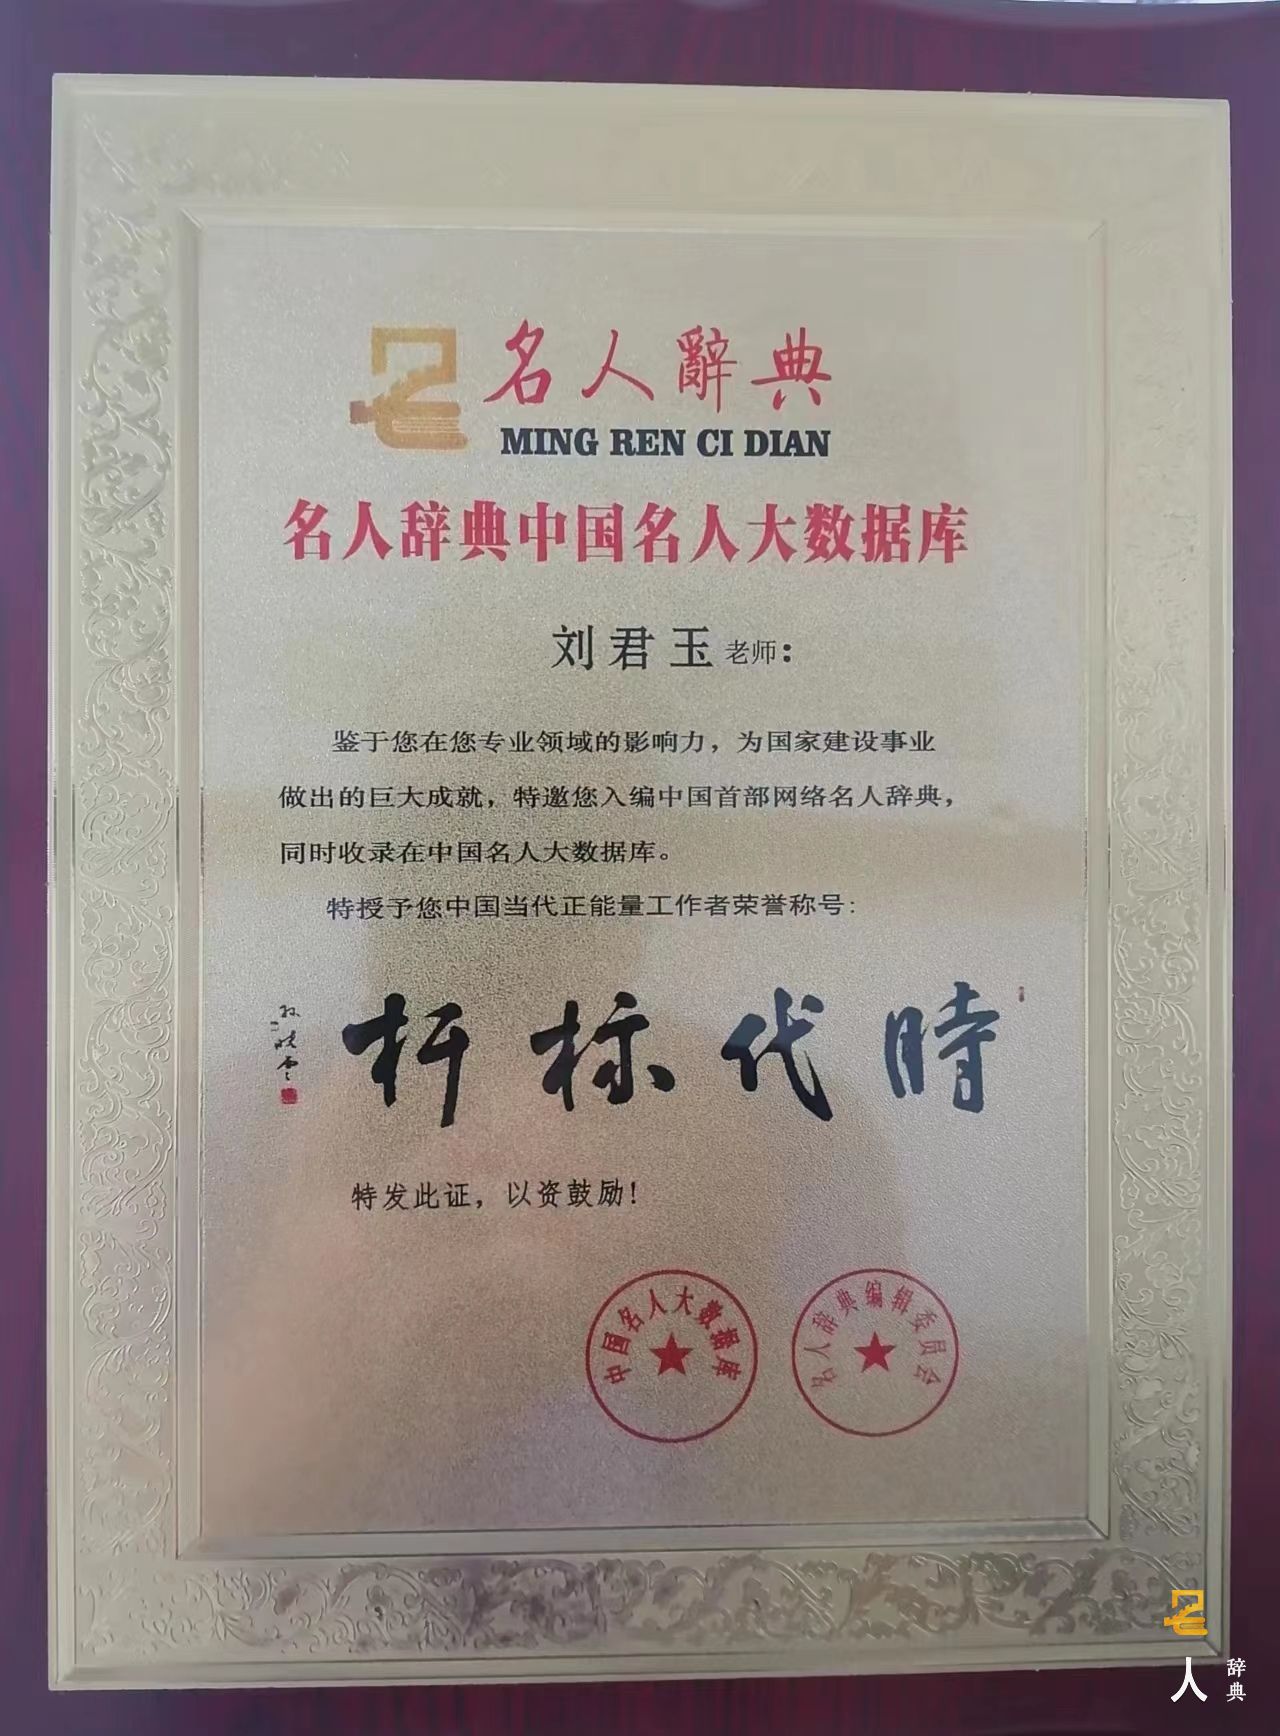 名人辭典
MING REN CI DIAN
名人辞典中国名人大数据库
刘君玉老师：
鉴于您在您专业领域的影响力，为国家建设事业
做出的巨大成就，特邀您入编中国首部网络名人辞典，
同时收录在中国名人大数据库。
特授予您中国当代正能量工作者荣誉称号：
時代标杆
特发此证，以资鼓励！
中国名人大数据库
名人辞典编辑委员会
人
辞典